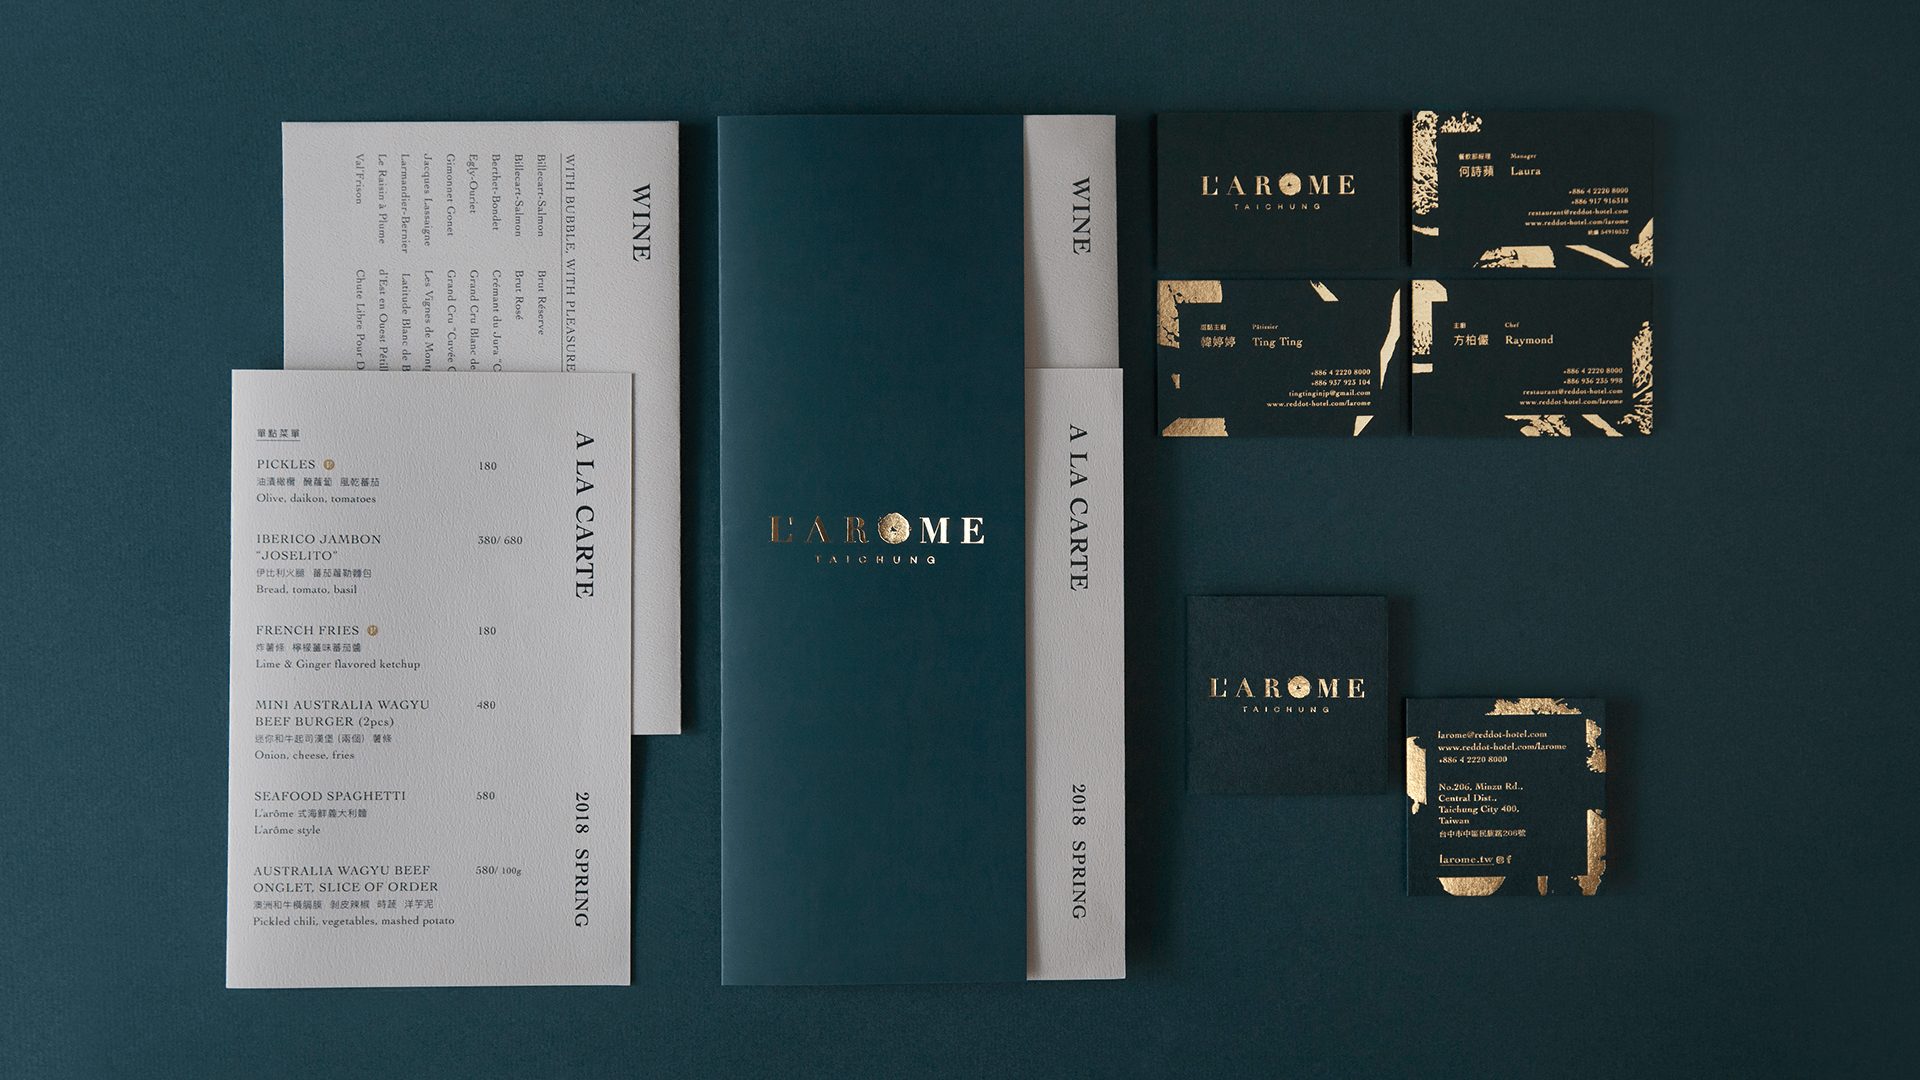 WINE
WITH BUBBLE, WITH PLEASURE
Billecart-Salmon Brut Réserve
Billecart-Salmon Brut Rosé
Berthet-Bondet Crémant du Jura "C
Egly-Ouriet Grand Cru Blanc de
Gimonnet Gonet Grand Cru "Cuvée
Jacques Lassaigne Les Vignes de Mont
Larmandier-Bernier Latitude Blanc de B
Le Raisin à Plume d'Est en Ouest Pétill
Val'Frison Chute Libre Pour D
A LA CARTE
2018 SPRING
單點菜單
PICKLES F 180
油漬橄欖 醃蘿蔔 風乾蕃茄
Olive, daikon, tomatoes
IBERICO JAMBON 380/ 680
“JOSELITO”
伊比利火腿 蕃茄蘿勒麵包
Bread, tomato, basil
FRENCH FRIES F 180
炸薯條 檸檬薑味蕃茄醬
Lime & Ginger flavored ketchup
MINI AUSTRALIA WAGYU 480
BEEF BURGER (2pcs)
迷你和牛起司漢堡 (兩個) 薯條
Onion, cheese, fries
SEAFOOD SPAGHETTI 580
L'arôme 式海鮮義大利麵
L'arôme style
AUSTRALIA WAGYU BEEF 580/ 100g
ONGLET, SLICE OF ORDER
澳洲和牛橫膈膜 剝皮辣椒 時蔬 洋芋泥
Pickled chili, vegetables, mashed potato
L'AROME
TAICHUNG
WINE
A LA CARTE
2018 SPRING
L'AROME
TAICHUNG
餐飲部經理 Manager
何詩蘋 Laura
+886 4 2220 8000
+886 917 916318
restaurant@reddot-hotel.com
www.reddot-hotel.com/larome
統編 54910537
甜點主廚 Pâtissier
韓婷婷 Ting Ting
+886 4 2220 8000
+886 937 923 104
tingtinginjp@gmail.com
www.reddot-hotel.com/larome
主廚 Chef
方柏儼 Raymond
+886 4 2220 8000
+886 936 235 998
restaurant@reddot-hotel.com
www.reddot-hotel.com/larome
L'AROME
TAICHUNG
larome@reddot-hotel.com
www.reddot-hotel.com/larome
+886 4 2220 8000
No.206, Minzu Rd.,
Central Dist.,
Taichung City 400,
Taiwan
台中市中區民族路206號
larome.tw